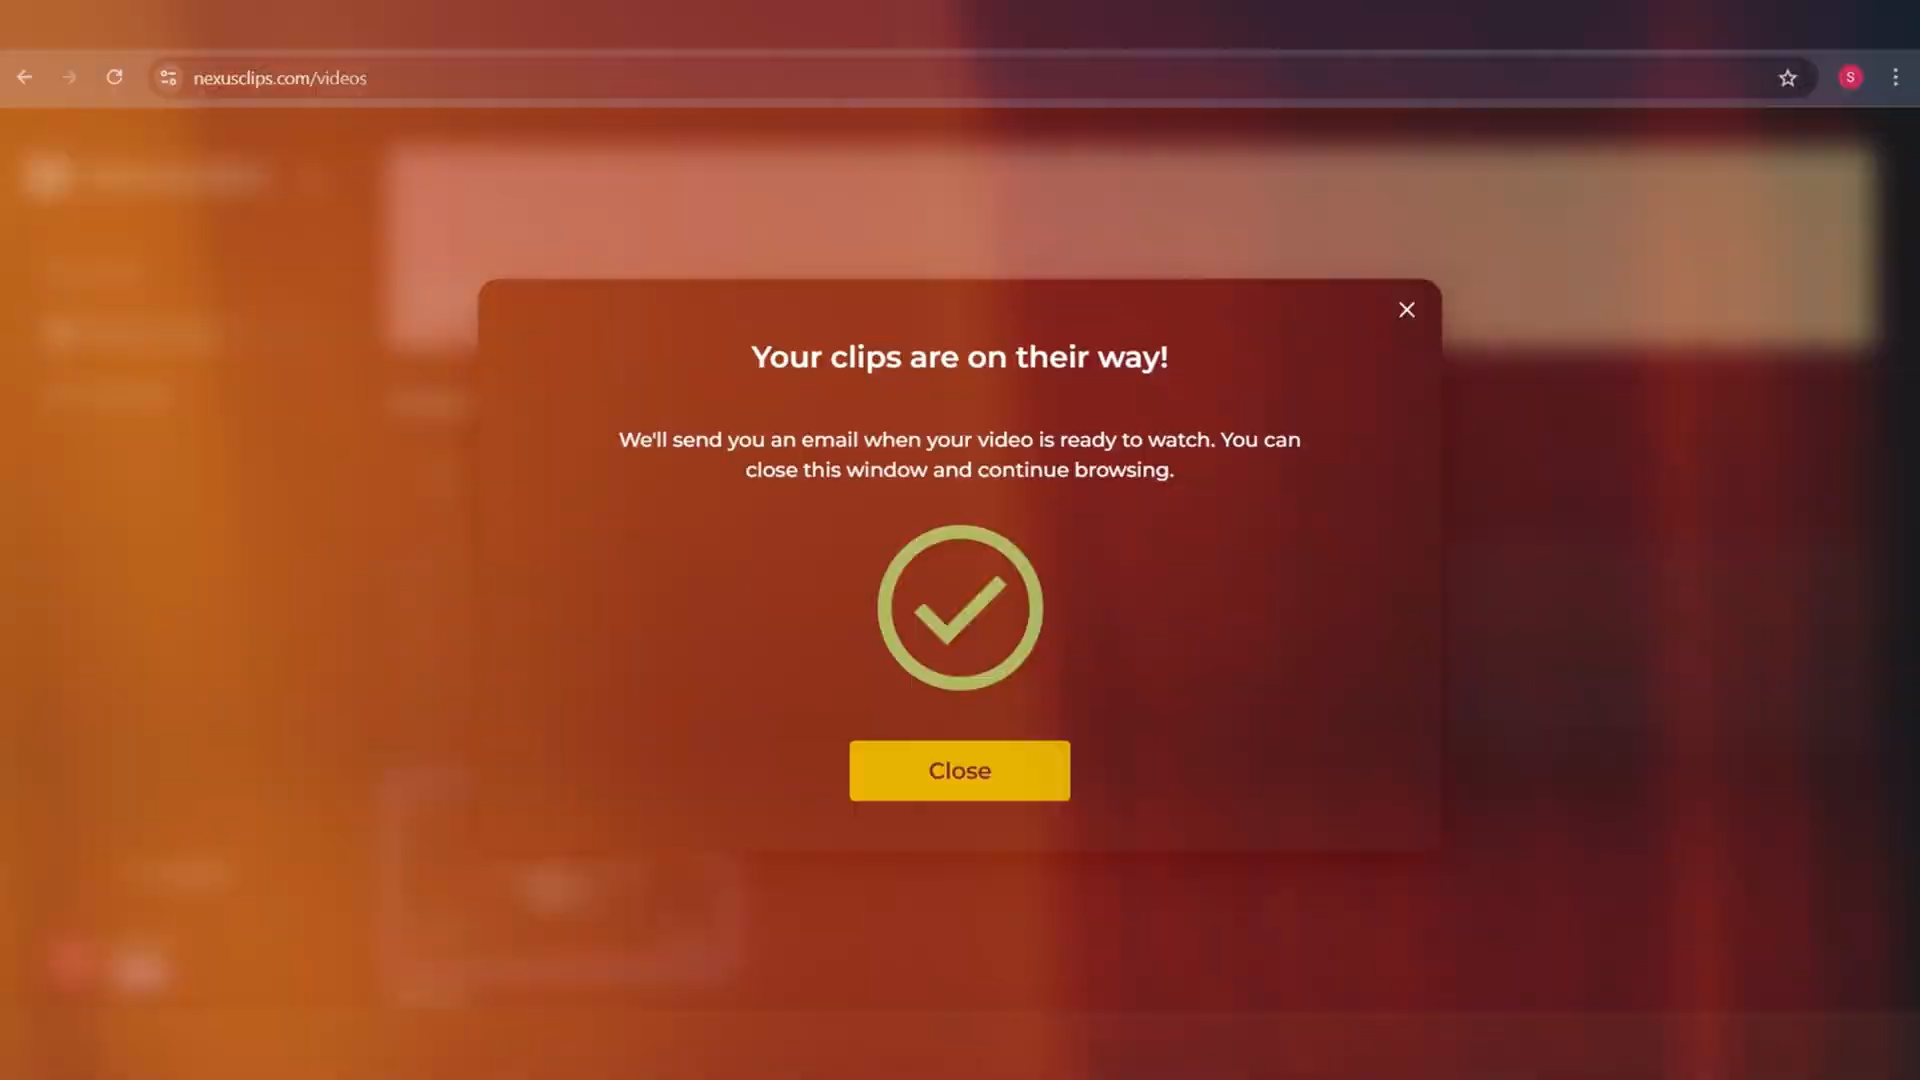 nexusclips.com/videos
S
Your clips are on their way!
We'll send you an email when your video is ready to watch. You can
close this window and continue browsing.
Close